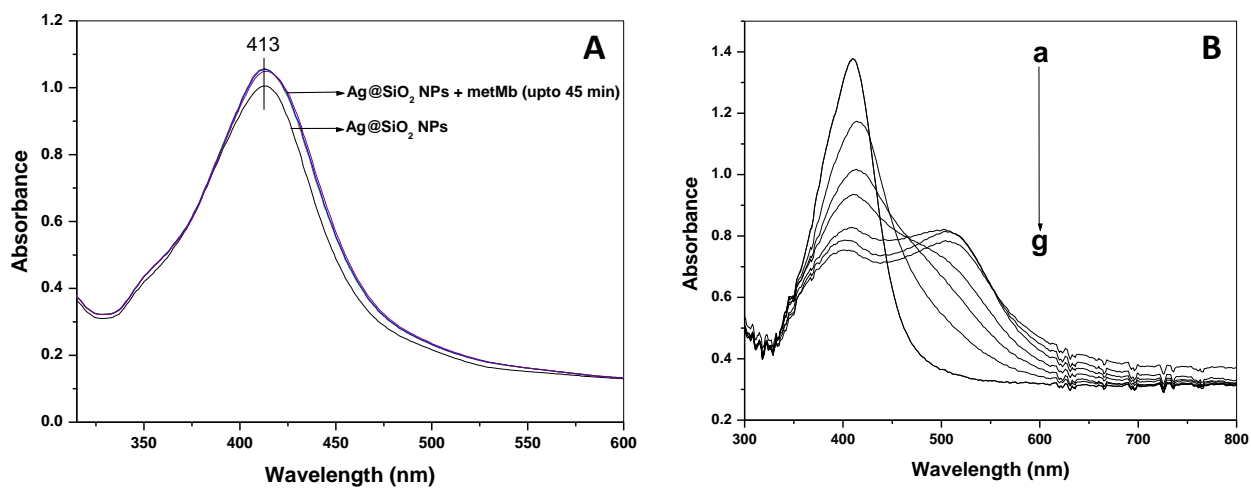 A
413
Ag@SiO₂ NPs + metMb (upto 45 min)
Ag@SiO₂ NPs
1.2
1.0
0.8
0.6
0.4
0.2
0.0
Absorbance
350 400 450 500 550 600
Wavelength (nm)
B
a
g
1.4
1.2
1.0
0.8
0.6
0.4
0.2
Absorbance
300 400 500 600 700 800
Wavelength (nm)